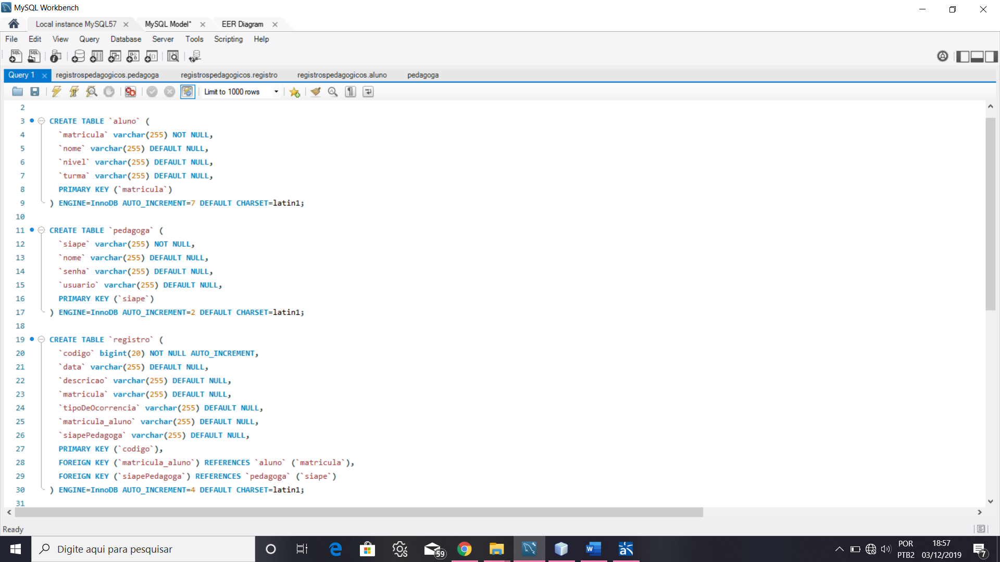 MySQL Workbench
Local instance MySQL57
MySQL Model*
EER Diagram
File Edit View Query Database Server Tools Scripting Help
Query 1
registrospedagogicos.pedagoga
registrospedagogicos.registro
registrospedagogicos.aluno
pedagoga
Limit to 1000 rows
2
3 CREATE TABLE `aluno` (
4 `matricula` varchar(255) NOT NULL,
5 `nome` varchar(255) DEFAULT NULL,
6 `nivel` varchar(255) DEFAULT NULL,
7 `turma` varchar(255) DEFAULT NULL,
8 PRIMARY KEY (`matricula`)
9 ) ENGINE=InnoDB AUTO_INCREMENT=7 DEFAULT CHARSET=latin1;
10
11 CREATE TABLE `pedagoga` (
12 `siape` varchar(255) NOT NULL,
13 `nome` varchar(255) DEFAULT NULL,
14 `senha` varchar(255) DEFAULT NULL,
15 `usuario` varchar(255) DEFAULT NULL,
16 PRIMARY KEY (`siape`)
17 ) ENGINE=InnoDB AUTO_INCREMENT=2 DEFAULT CHARSET=latin1;
18
19 CREATE TABLE `registro` (
20 `codigo` bigint(20) NOT NULL AUTO_INCREMENT,
21 `data` varchar(255) DEFAULT NULL,
22 `descricao` varchar(255) DEFAULT NULL,
23 `matricula` varchar(255) DEFAULT NULL,
24 `tipoDeOcorrencia` varchar(255) DEFAULT NULL,
25 `matricula_aluno` varchar(255) DEFAULT NULL,
26 `siapePedagoga` varchar(255) DEFAULT NULL,
27 PRIMARY KEY (`codigo`),
28 FOREIGN KEY (`matricula_aluno`) REFERENCES `aluno` (`matricula`),
29 FOREIGN KEY (`siapePedagoga`) REFERENCES `pedagoga` (`siape`)
30 ) ENGINE=InnoDB AUTO_INCREMENT=4 DEFAULT CHARSET=latin1;
31
Ready
Digite aqui para pesquisar
59
POR
PTB2
18:57
03/12/2019
7